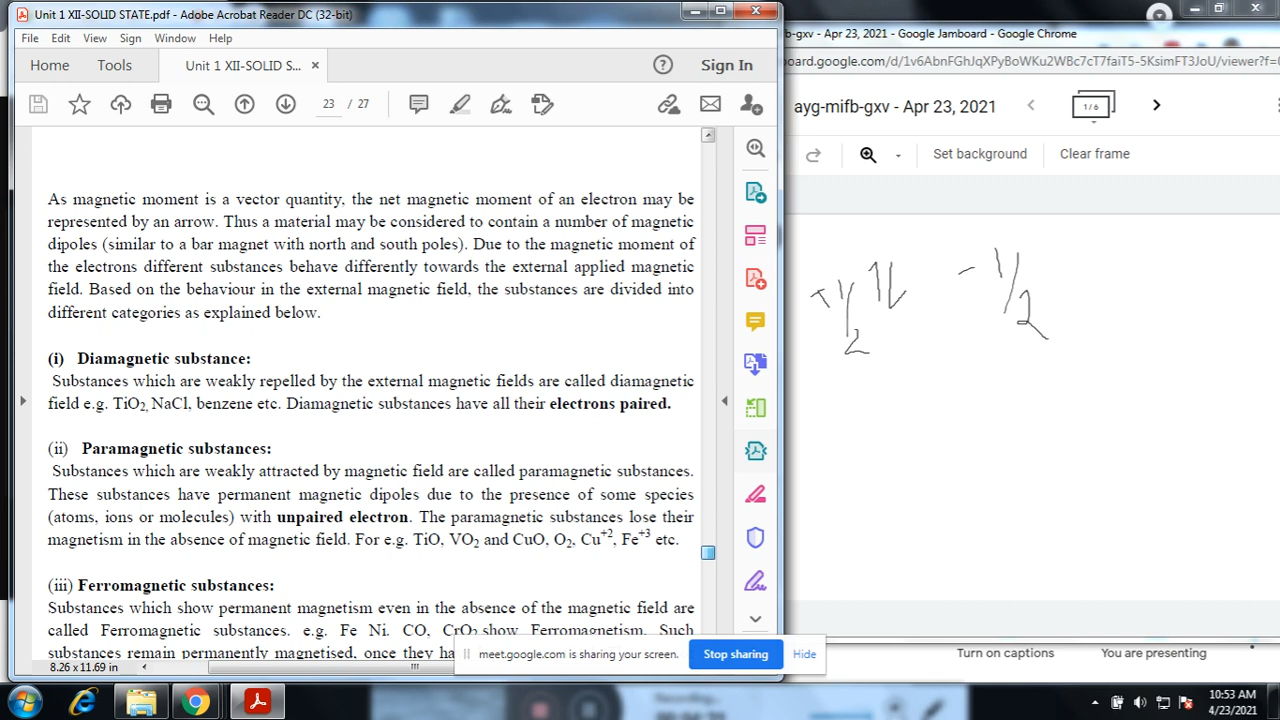 Unit 1 XII-SOLID STATE.pdf - Adobe Acrobat Reader DC (32-bit)
File Edit View Sign Window Help
Home Tools Unit 1 XII-SOLID S... × Sign In
23 / 27
As magnetic moment is a vector quantity, the net magnetic moment of an electron may be
represented by an arrow. Thus a material may be considered to contain a number of magnetic
dipoles (similar to a bar magnet with north and south poles). Due to the magnetic moment of
the electrons different substances behave differently towards the external applied magnetic
field. Based on the behaviour in the external magnetic field, the substances are divided into
different categories as explained below.
(i) Diamagnetic substance:
Substances which are weakly repelled by the external magnetic fields are called diamagnetic
field e.g. TiO2, NaCl, benzene etc. Diamagnetic substances have all their electrons paired.
(ii) Paramagnetic substances:
Substances which are weakly attracted by magnetic field are called paramagnetic substances.
These substances have permanent magnetic dipoles due to the presence of some species
(atoms, ions or molecules) with unpaired electron. The paramagnetic substances lose their
magnetism in the absence of magnetic field. For e.g. TiO, VO2 and CuO, O2, Cu+2, Fe+3 etc.
(iii) Ferromagnetic substances:
Substances which show permanent magnetism even in the absence of the magnetic field are
called Ferromagnetic substances. e.g. Fe Ni. CO, CrO2 show Ferromagnetism. Such
substances remain permanently magnetised, once they ha
8.26 x 11.69 in
meet.google.com is sharing your screen. Stop sharing Hide
fb-gxv - Apr 23, 2021 - Google Jamboard - Google Chrome
board.google.com/d/1v6AbnFGhJqXPyBoWKu2WBc7cT7faiT5-5KsimFT3JoU/viewer?f=0
ayg-mifb-gxv - Apr 23, 2021 1/6
Set background Clear frame
+1/2 ↑↓ -1/2
Turn on captions You are presenting
10:53 AM
4/23/2021